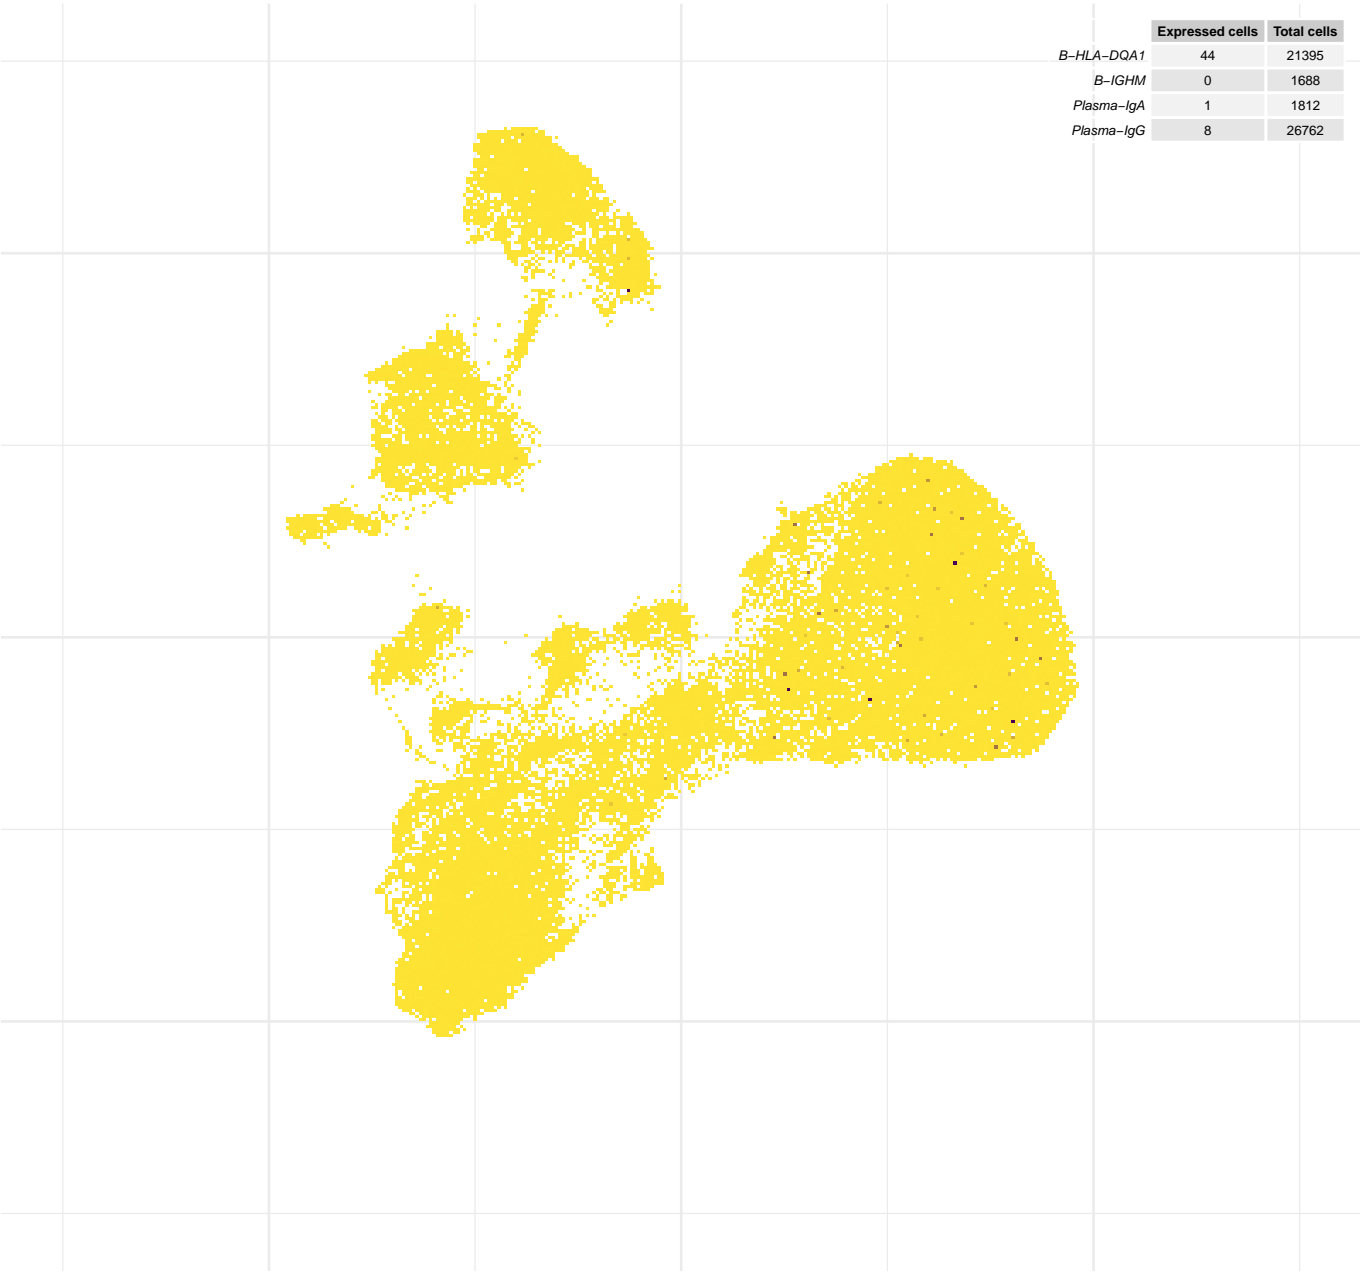 Expressed cells Total cells
B−HLA−DQA1 44 21395
B−IGHM 0 1688
Plasma−IgA 1 1812
Plasma−IgG 8 26762